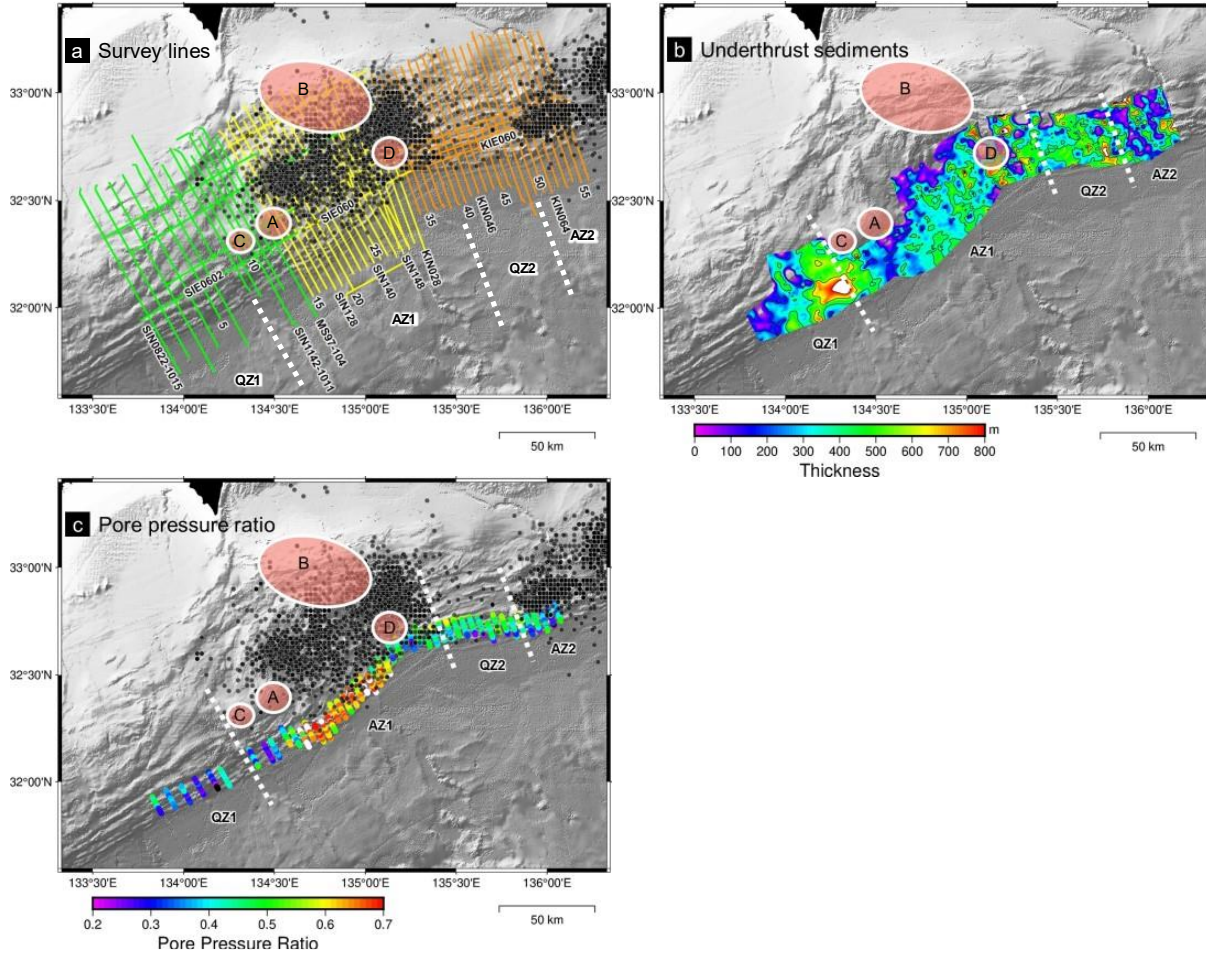 a Survey lines
B
D
A
C
KIE060
SIE060
SIE0602
SIN0822-1015
5
10
SIN1142-1011
MS97-104
15
SIN128
20
SIN140
25
SIN148
KIN028
35
40
KIN046
45
50
KIN064
55
AZ2
QZ2
AZ1
QZ1
33°00'N
32°30'N
32°00'N
133°30'E 134°00'E 134°30'E 135°00'E 135°30'E 136°00'E
50 km
b Underthrust sediments
B
D
A
C
AZ2
QZ2
AZ1
QZ1
33°00'N
32°30'N
32°00'N
133°30'E 134°00'E 134°30'E 135°00'E 135°30'E 136°00'E
m
0 100 200 300 400 500 600 700 800
Thickness
50 km
c Pore pressure ratio
B
D
A
C
AZ2
QZ2
AZ1
QZ1
33°00'N
32°30'N
32°00'N
133°30'E 134°00'E 134°30'E 135°00'E 135°30'E 136°00'E
0.2 0.3 0.4 0.5 0.6 0.7
Pore Pressure Ratio
50 km